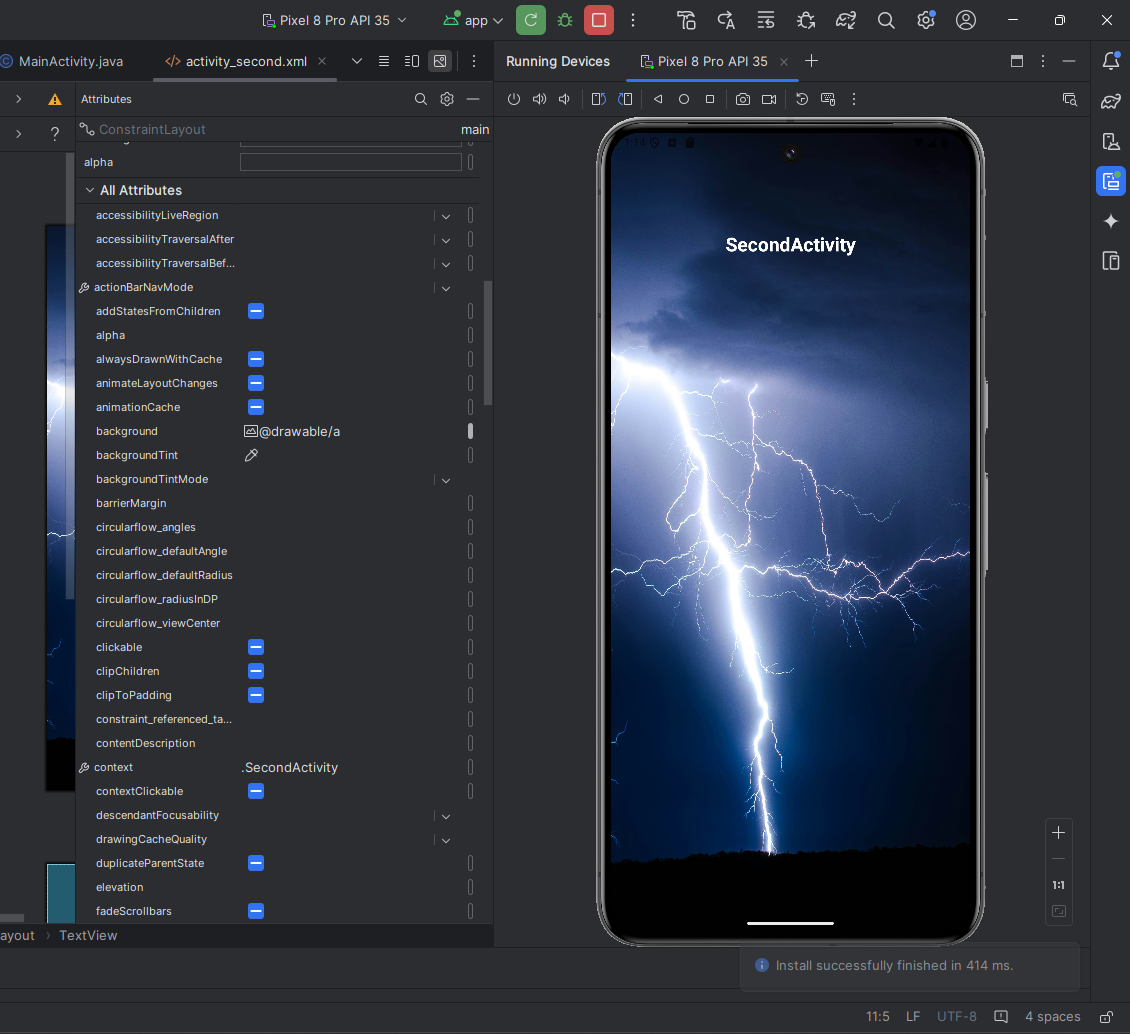 Pixel 8 Pro API 35
app
MainActivity.java
activity_second.xml
Running Devices
Pixel 8 Pro API 35
Attributes
ConstraintLayout
main
alpha
All Attributes
accessibilityLiveRegion
accessibilityTraversalAfter
accessibilityTraversalBef...
actionBarNavMode
addStatesFromChildren
alpha
alwaysDrawnWithCache
animateLayoutChanges
animationCache
background @drawable/a
backgroundTint
backgroundTintMode
barrierMargin
circularflow_angles
circularflow_defaultAngle
circularflow_defaultRadius
circularflow_radiusInDP
circularflow_viewCenter
clickable
clipChildren
clipToPadding
constraint_referenced_ta...
contentDescription
context .SecondActivity
contextClickable
descendantFocusability
drawingCacheQuality
duplicateParentState
elevation
fadeScrollbars
ayout > TextView
SecondActivity
1:1
Install successfully finished in 414 ms.
11:5 LF UTF-8 4 spaces